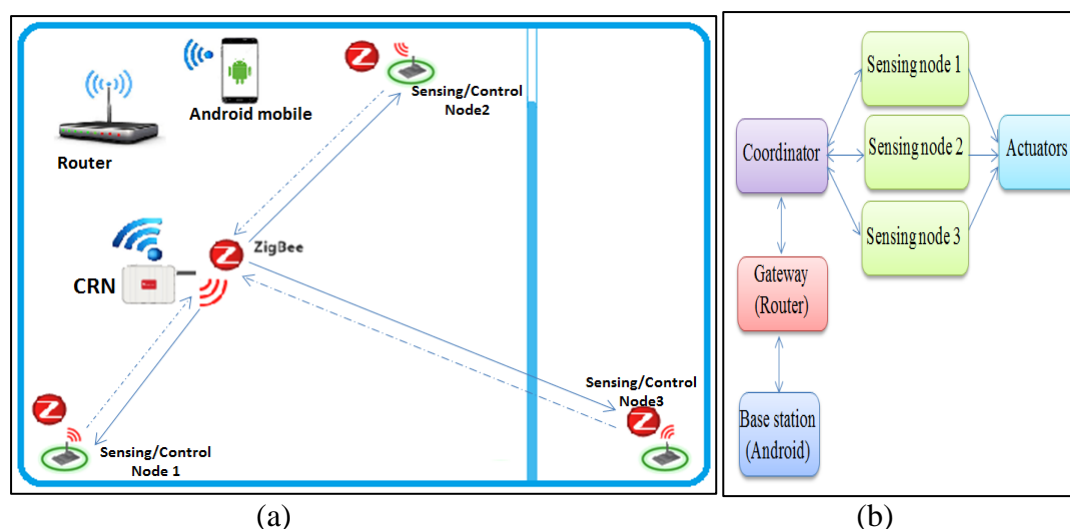 Android mobile
Router
Sensing/Control
Node2
Z
Z
ZigBee
CRN
Z
Sensing/Control
Node 1
Sensing/Control
Node3
Z
(a)
Sensing node 1
Coordinator
Sensing node 2
Actuators
Sensing node 3
Gateway
(Router)
Base station
(Android)
(b)